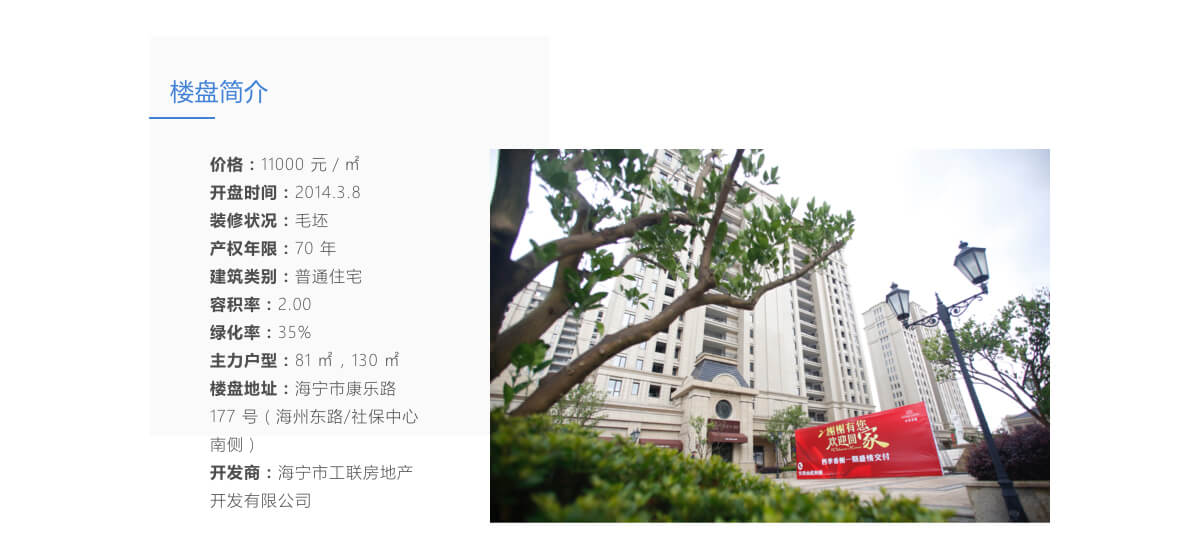 楼盘简介
价格：11000 元 / ㎡
开盘时间：2014.3.8
装修状况：毛坯
产权年限：70 年
建筑类别：普通住宅
容积率：2.00
绿化率：35%
主力户型：81 ㎡，130 ㎡
楼盘地址：海宁市康乐路
177 号（海州东路/社保中心
南侧）
开发商：海宁市工联房地产
开发有限公司
谢谢有您
欢迎回家